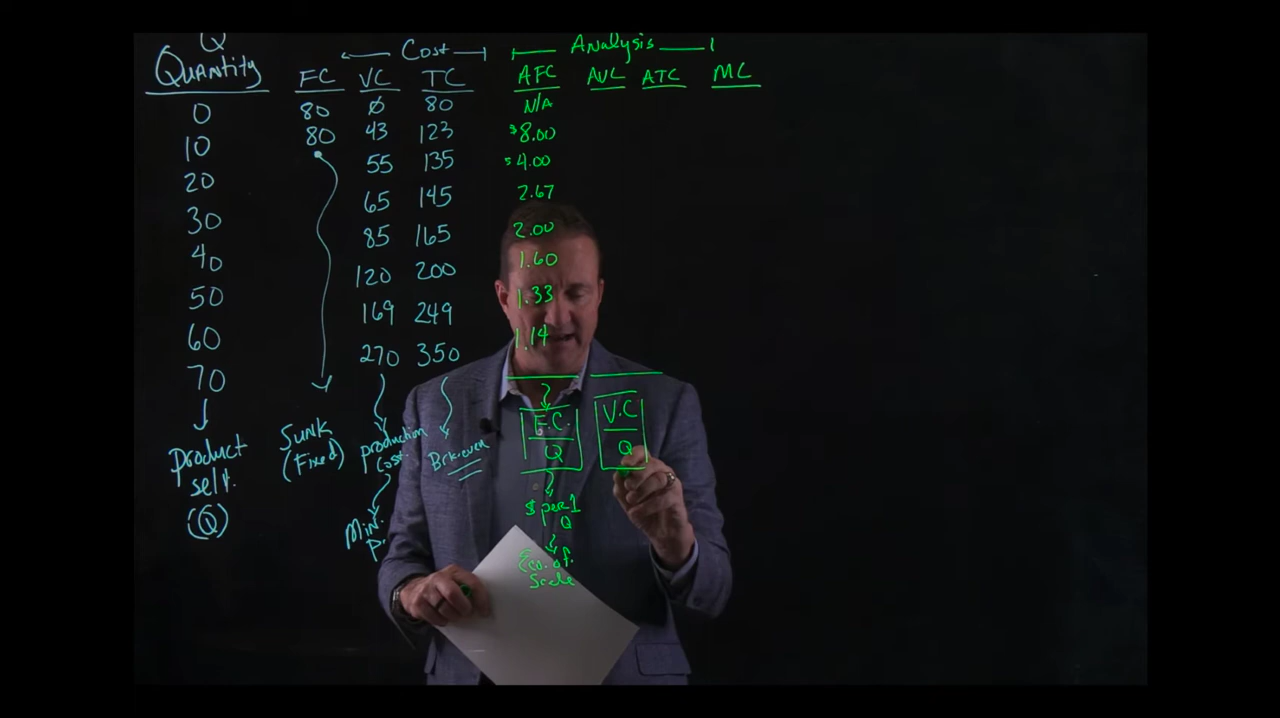 Q
Cost
Analysis
Quantity FC VC TC AFC AVC ATC MC
0 80 Ø 80 N/A
10 80 43 123 $8.00
20 55 135 $4.00
30 65 145 2.67
40 85 165 2.00
50 120 200 1.60
60 169 249 1.33
70 270 350 1.14
Product
self.
(Q)
Sunk
(Fixed)
production
Cost.
Min.
P.
Brk.even
F.C.
Q
$ per 1
Q
Eco. of.
Scale
V.C
Q